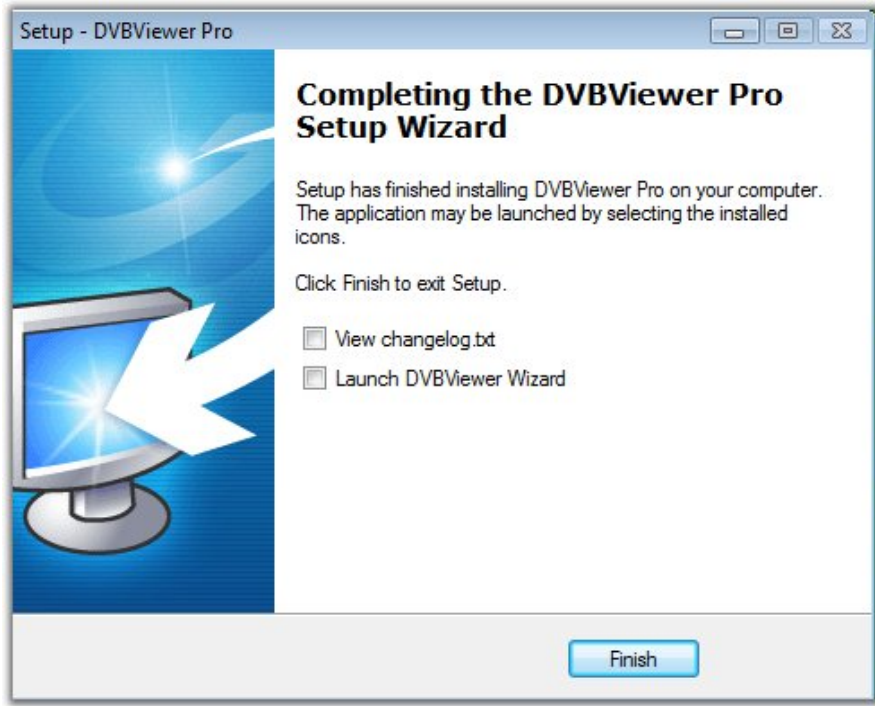 Setup - DVBViewer Pro
Completing the DVBViewer Pro
Setup Wizard
Setup has finished installing DVBViewer Pro on your computer.
The application may be launched by selecting the installed
icons.
Click Finish to exit Setup.
View changelog.txt
Launch DVBViewer Wizard
Finish